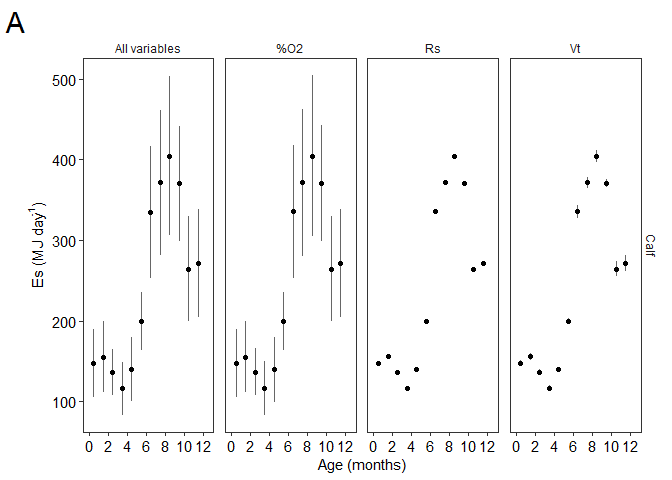 A
All variables %O2 Rs Vt
500
400
300
200
100
Es (MJ day⁻¹)
Calf
0 2 4 6 8 10 12 0 2 4 6 8 10 12 0 2 4 6 8 10 12 0 2 4 6 8 10 12
Age (months)